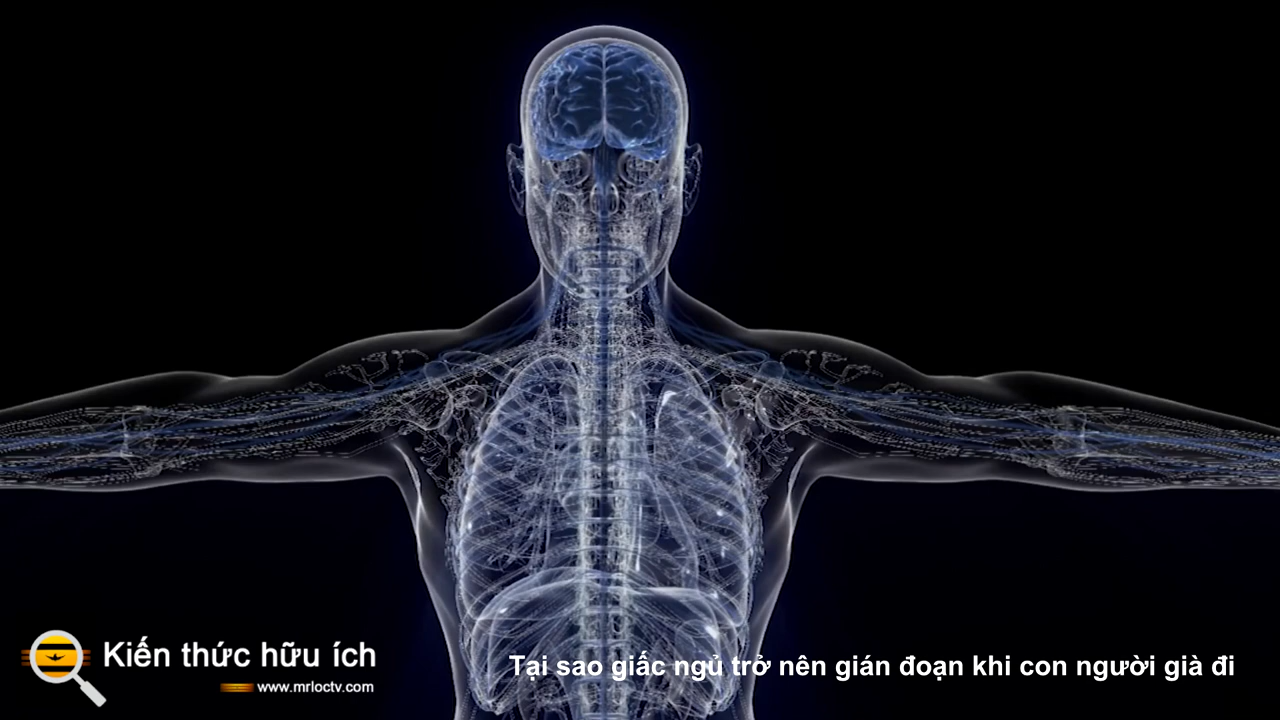 Kiến thức hữu ích
www.mrloctv.com
Tại sao giấc ngủ trở nên gián đoạn khi con người già đi